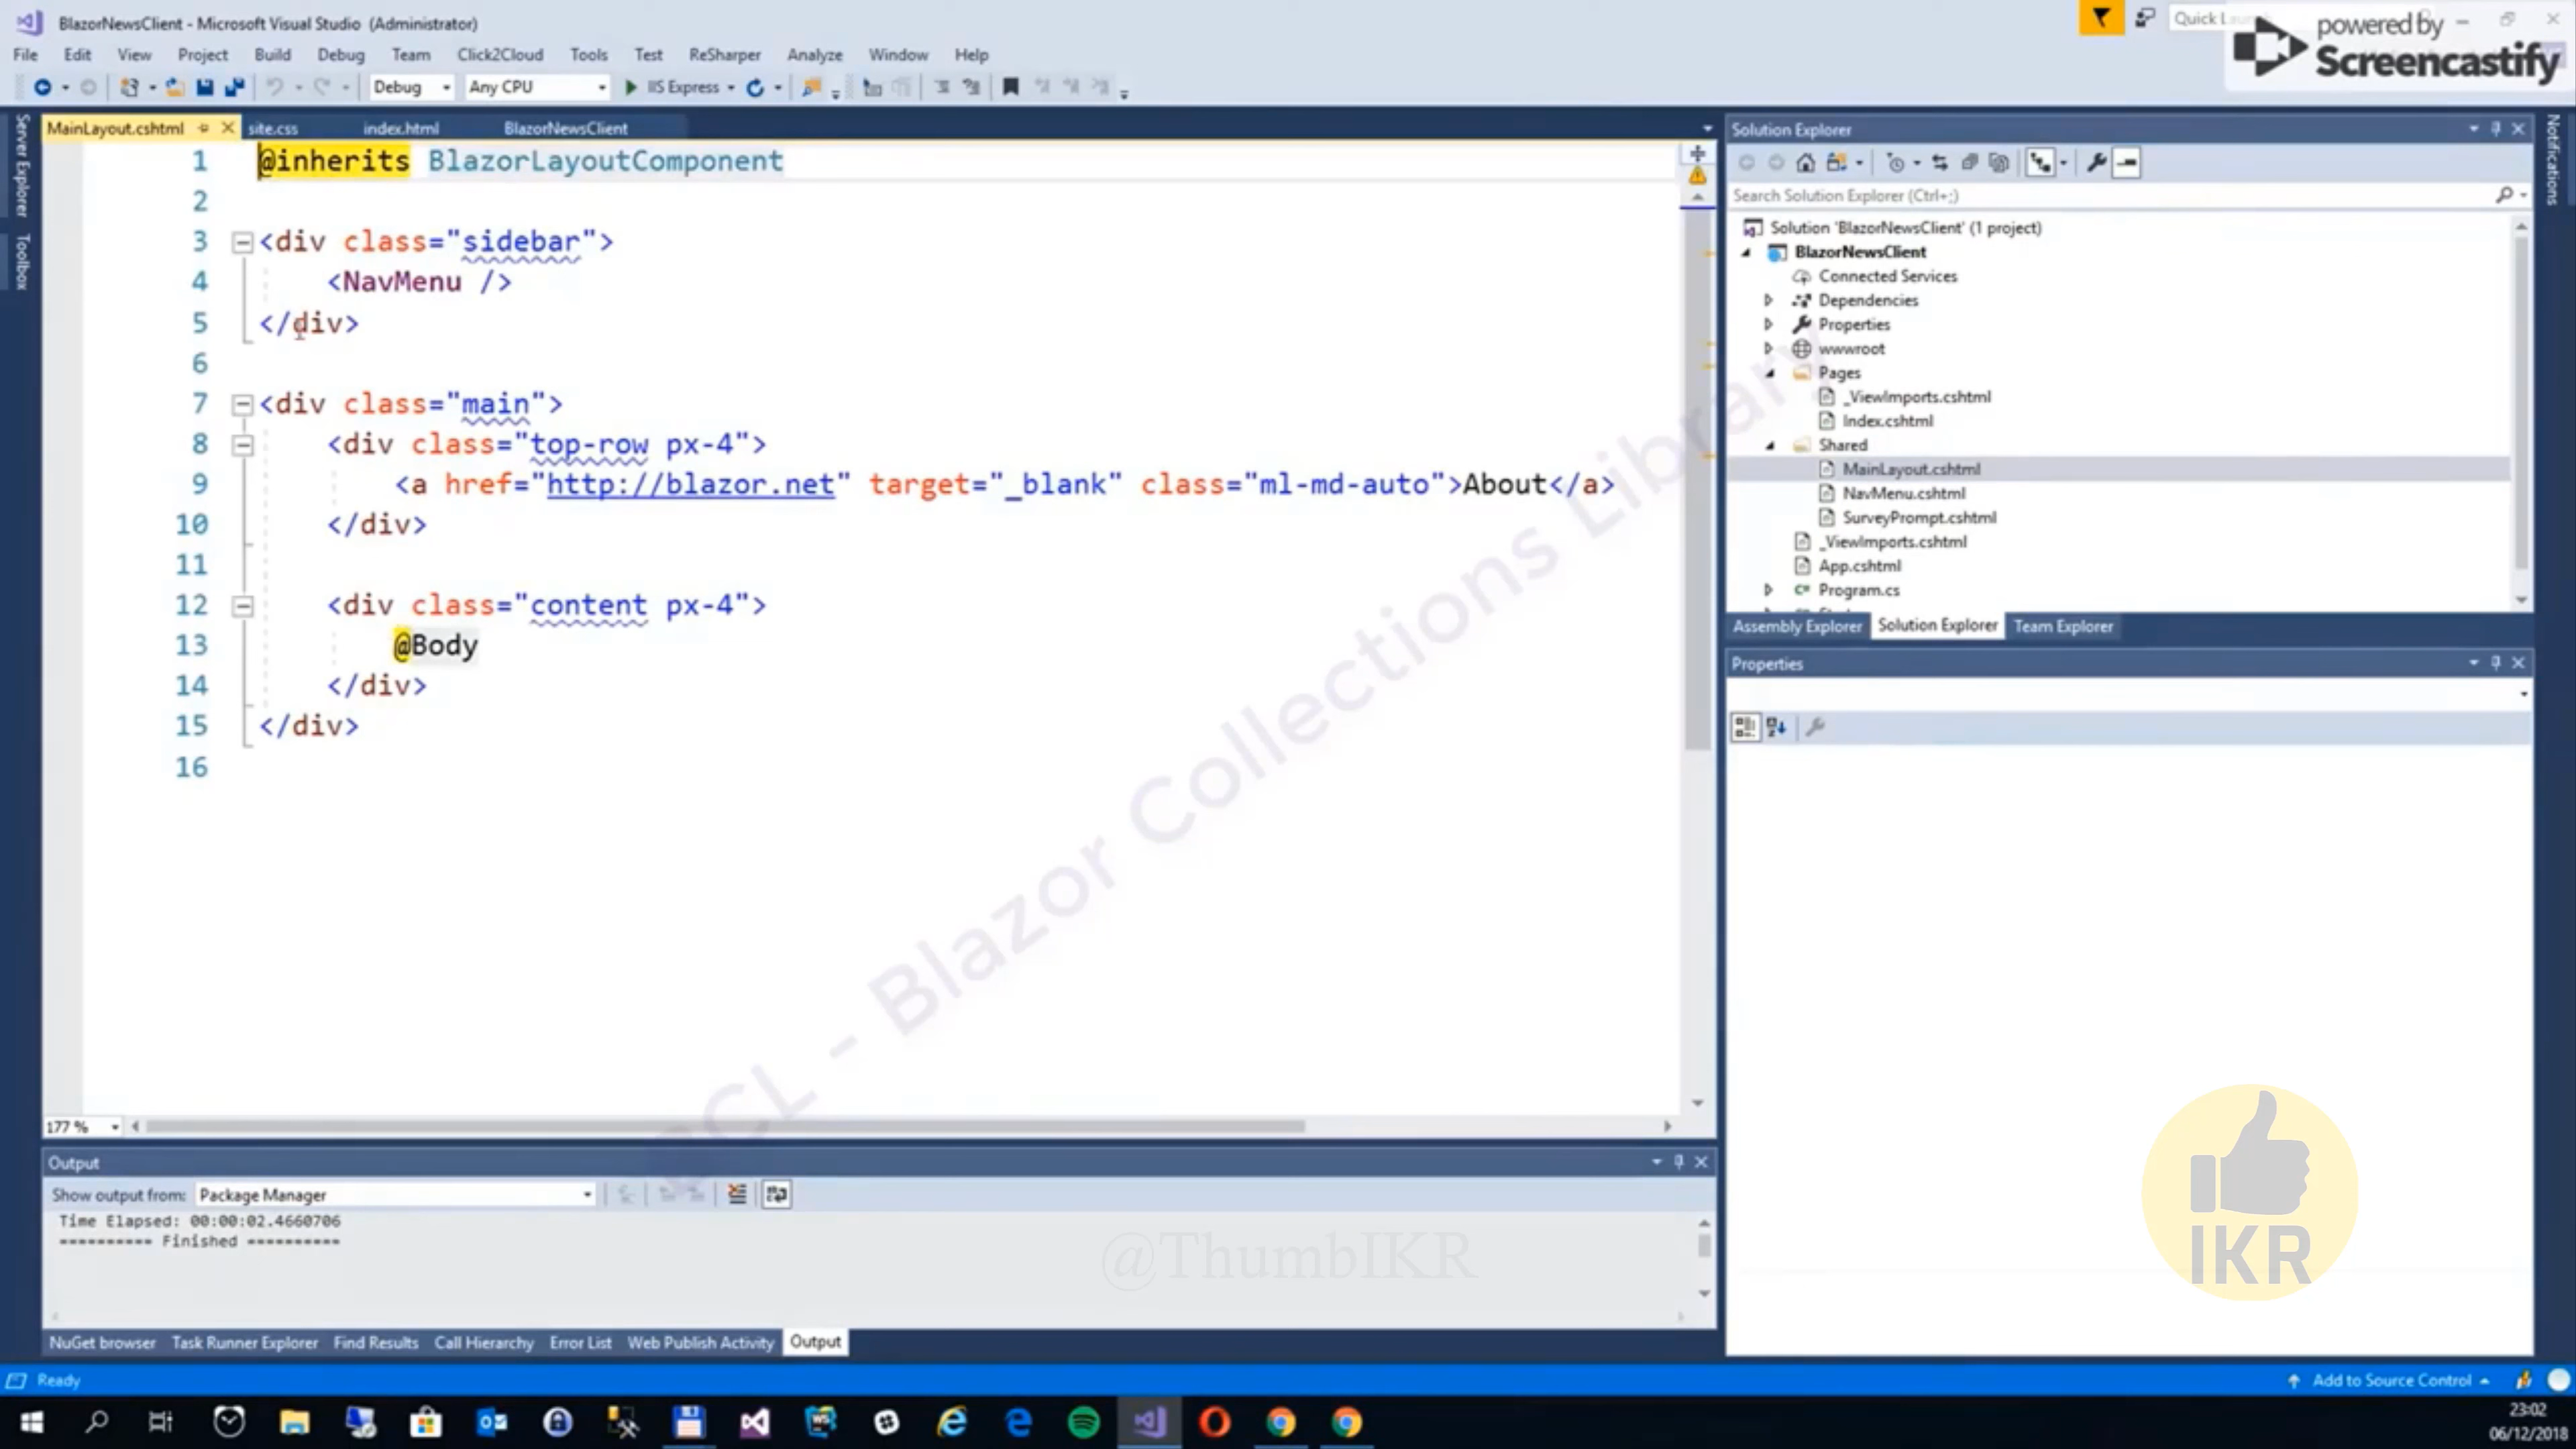 BlazorNewsClient - Microsoft Visual Studio (Administrator)
powered by
Screencastify
File Edit View Project Build Debug Team Click2Cloud Tools Test ReSharper Analyze Window Help
Debug Any CPU IIS Express
Server Explorer
Toolbox
Notifications
MainLayout.cshtml site.css index.html BlazorNewsClient
1 @inherits BlazorLayoutComponent
2
3 <div class="sidebar">
4 <NavMenu />
5 </div>
6
7 <div class="main">
8 <div class="top-row px-4">
9 <a href="http://blazor.net" target="_blank" class="ml-md-auto">About</a>
10 </div>
11
12 <div class="content px-4">
13 @Body
14 </div>
15 </div>
16
177 %
Solution Explorer
Search Solution Explorer (Ctrl+;)
Solution 'BlazorNewsClient' (1 project)
BlazorNewsClient
Connected Services
Dependencies
Properties
wwwroot
Pages
_ViewImports.cshtml
Index.cshtml
Shared
MainLayout.cshtml
NavMenu.cshtml
SurveyPrompt.cshtml
_ViewImports.cshtml
App.cshtml
C# Program.cs
Assembly Explorer Solution Explorer Team Explorer
Properties
- Blazor Collections Library
Output
Show output from: Package Manager
Time Elapsed: 00:00:02.4660706
========== Finished ==========
@ThumbIKR
IKR
NuGet browser Task Runner Explorer Find Results Call Hierarchy Error List Web Publish Activity Output
Ready
Add to Source Control
23:02
06/12/2018